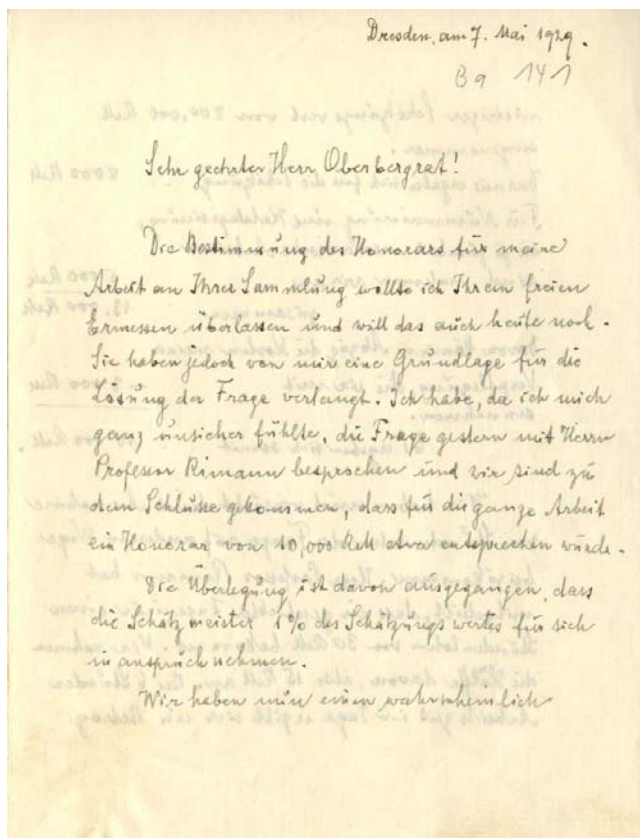 Dresden, am 7. Mai 1929.
Ba 141
Sehr geehrter Herr Oberbergrat!
Die Bestimmung des Honorars für meine
Arbeit an Ihrer Sammlung wollte ich Ihrem freien
Ermessen überlassen und will das auch heute noch.
Sie haben jedoch von mir eine Grundlage für die
Lösung der Frage verlangt. Ich habe, da ich mich
ganz unsicher fühlte, die Frage gestern mit Herrn
Professor Rimann besprochen und wir sind zu
dem Schlusse gekommen, dass für die ganze Arbeit
ein Honorar von 10,000 RM etwa entsprechen würde.
Die Überlegung ist davon ausgegangen, dass
die Schätzmeister 1% des Schätzungswertes für sich
in anspruch nehmen.
Wir haben nun einen wahrscheinlich